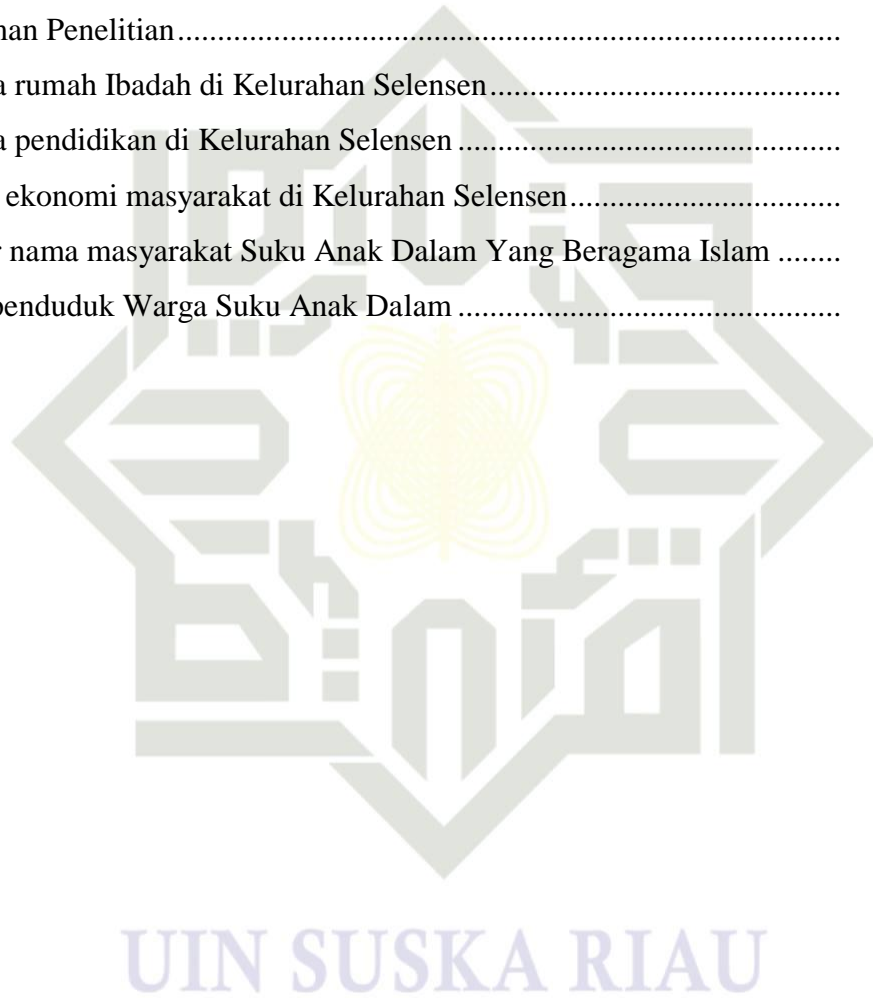 nan Penelitian........................................................................................
a rumah Ibadah di Kelurahan Selensen..............................................
a pendidikan di Kelurahan Selensen ..................................................
ekonomi masyarakat di Kelurahan Selensen...................................
r nama masyarakat Suku Anak Dalam Yang Beragama Islam ........
penduduk Warga Suku Anak Dalam ..................................................
UIN SUSKA RIAU